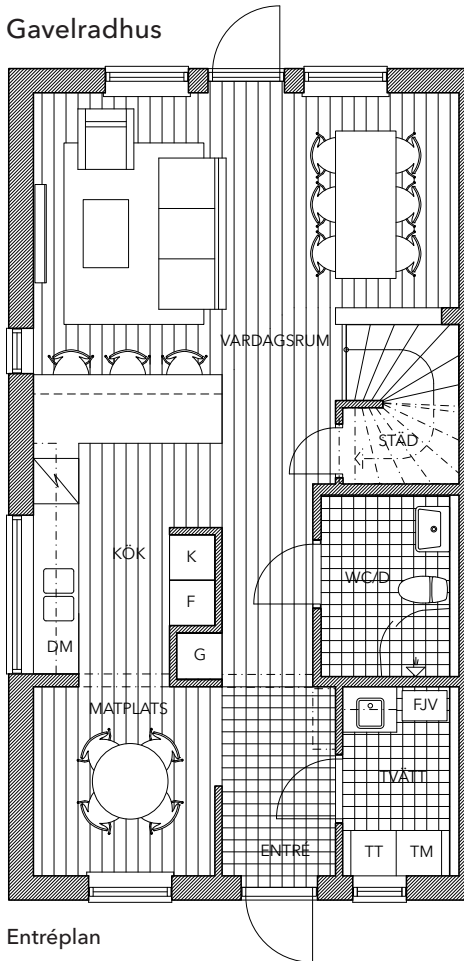 Gavelradhus
VARDAGSRUM
STÄD
KÖK
K
WC/D
F
DM
G
MATPLATS
FJV
TVÄTT
ENTRÉ
TT
TM
Entréplan